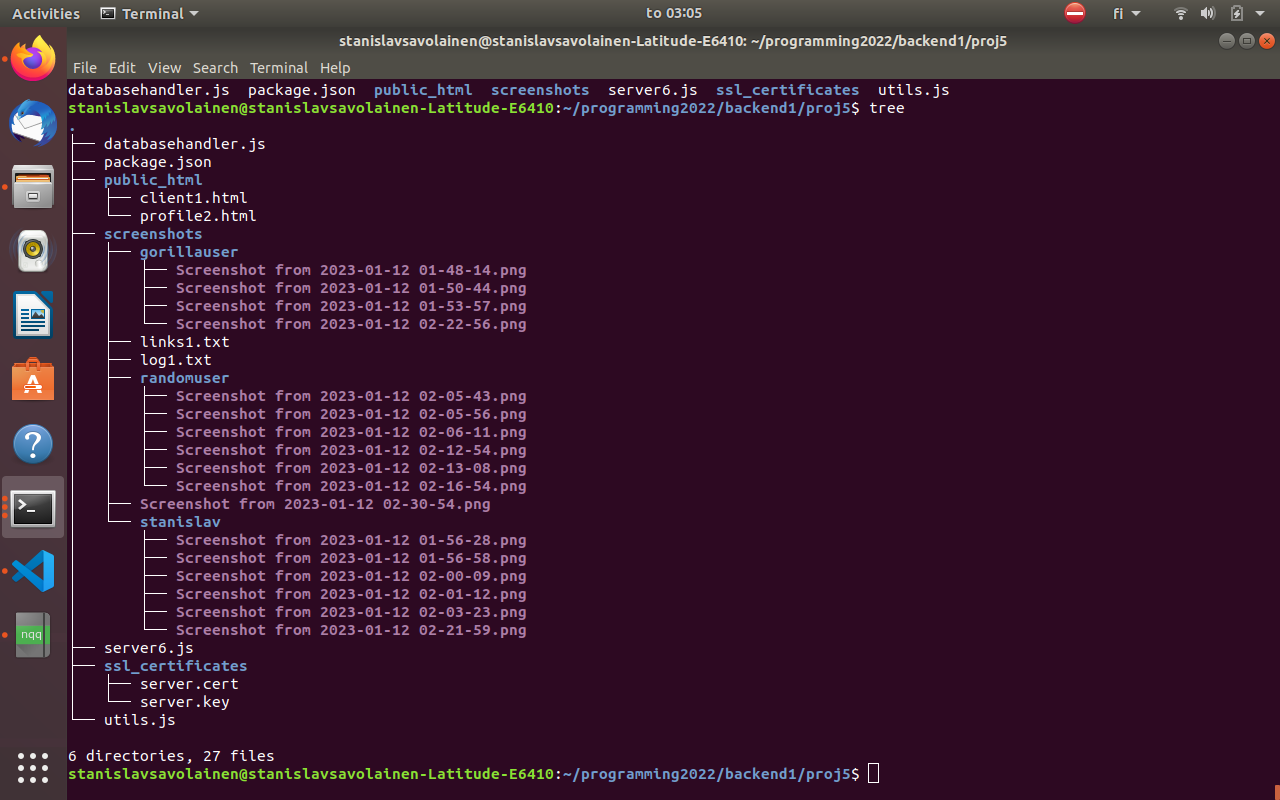 Activities Terminal to 03:05 fi
stanislavsavolainen@stanislavsavolainen-Latitude-E6410: ~/programming2022/backend1/proj5
File Edit View Search Terminal Help
databasehandler.js package.json public_html screenshots server6.js ssl_certificates utils.js
stanislavsavolainen@stanislavsavolainen-Latitude-E6410:~/programming2022/backend1/proj5$ tree
.
├── databasehandler.js
├── package.json
├── public_html
│   ├── client1.html
│   └── profile2.html
├── screenshots
│   ├── gorillauser
│   │   ├── Screenshot from 2023-01-12 01-48-14.png
│   │   ├── Screenshot from 2023-01-12 01-50-44.png
│   │   ├── Screenshot from 2023-01-12 01-53-57.png
│   │   └── Screenshot from 2023-01-12 02-22-56.png
│   ├── links1.txt
│   ├── log1.txt
│   ├── randomuser
│   │   ├── Screenshot from 2023-01-12 02-05-43.png
│   │   ├── Screenshot from 2023-01-12 02-05-56.png
│   │   ├── Screenshot from 2023-01-12 02-06-11.png
│   │   ├── Screenshot from 2023-01-12 02-12-54.png
│   │   ├── Screenshot from 2023-01-12 02-13-08.png
│   │   └── Screenshot from 2023-01-12 02-16-54.png
│   ├── Screenshot from 2023-01-12 02-30-54.png
│   └── stanislav
│       ├── Screenshot from 2023-01-12 01-56-28.png
│       ├── Screenshot from 2023-01-12 01-56-58.png
│       ├── Screenshot from 2023-01-12 02-00-09.png
│       ├── Screenshot from 2023-01-12 02-01-12.png
│       ├── Screenshot from 2023-01-12 02-03-23.png
│       └── Screenshot from 2023-01-12 02-21-59.png
├── server6.js
├── ssl_certificates
│   ├── server.cert
│   └── server.key
└── utils.js
nqq
6 directories, 27 files
stanislavsavolainen@stanislavsavolainen-Latitude-E6410:~/programming2022/backend1/proj5$